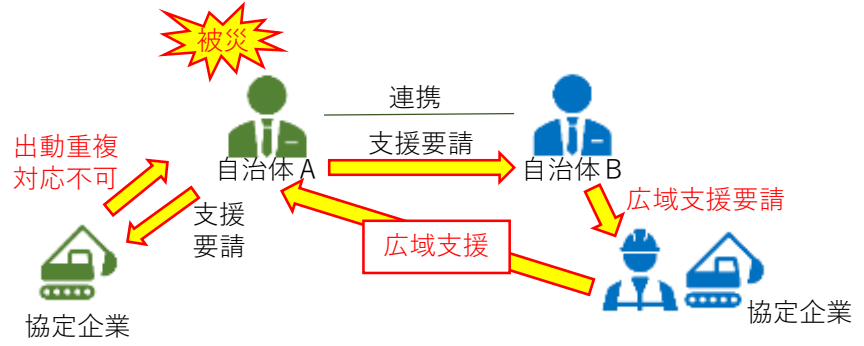 被災
連携
支援要請
自治体A
自治体B
出動重複
対応不可
支援
要請
広域支援要請
広域支援
協定企業
協定企業